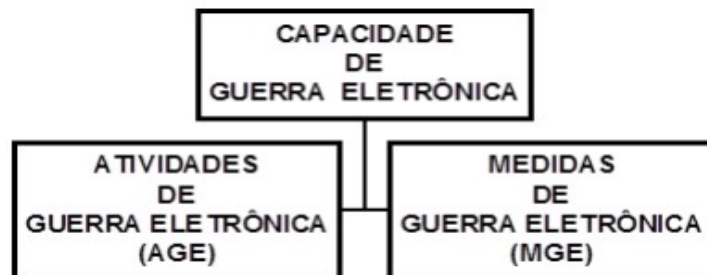 CAPACIDADE
DE
GUERRA ELETRÔNICA
ATIVIDADES
DE
GUERRA ELETRÔNICA
(AGE)
MEDIDAS
DE
GUERRA ELETRÔNICA
(MGE)